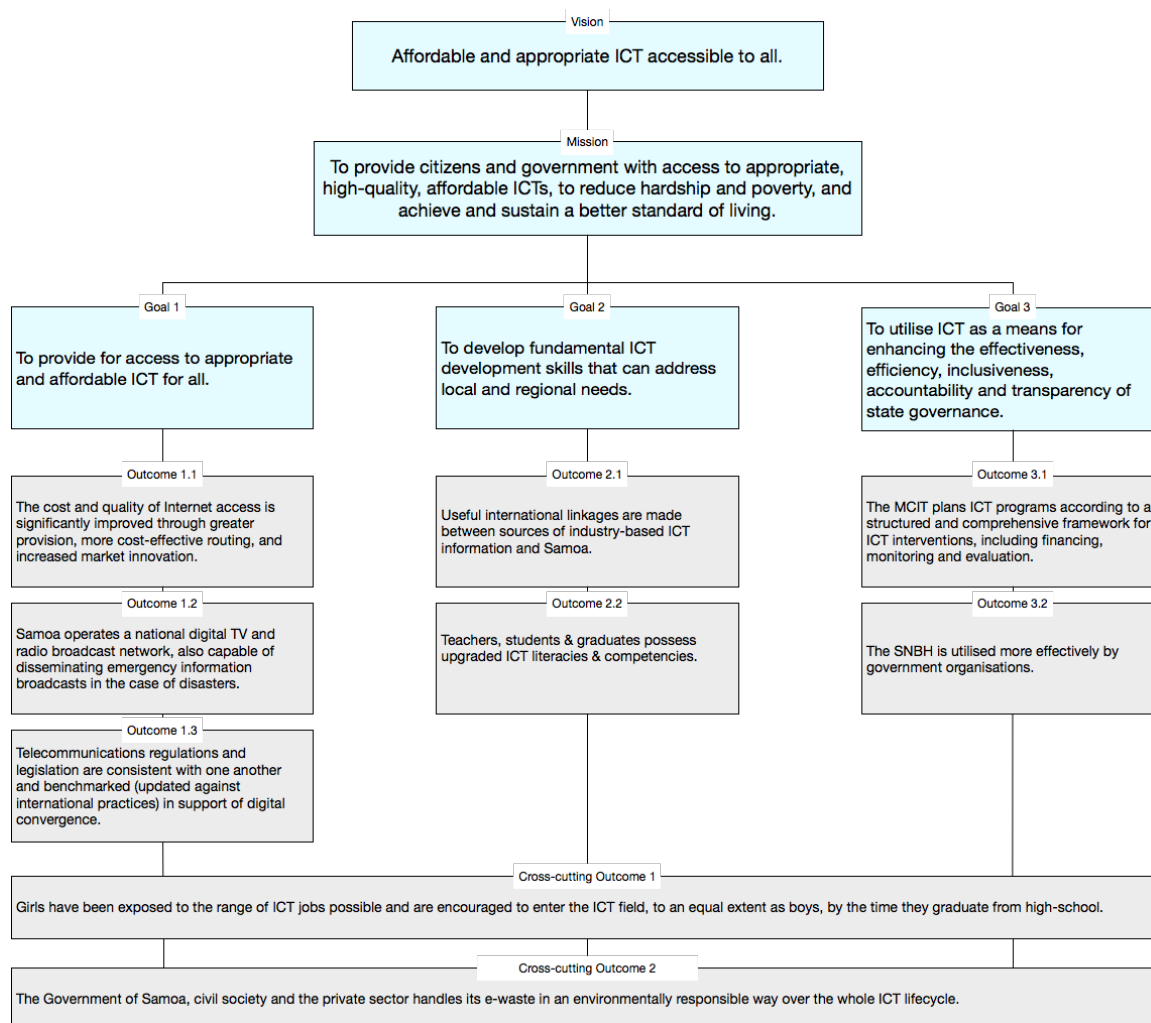 Vision
Affordable and appropriate ICT accessible to all.
Mission
To provide citizens and government with access to appropriate,
high-quality, affordable ICTs, to reduce hardship and poverty, and
achieve and sustain a better standard of living.
Goal 1
To provide for access to appropriate
and affordable ICT for all.
Goal 2
To develop fundamental ICT
development skills that can address
local and regional needs.
Goal 3
To utilise ICT as a means for
enhancing the effectiveness,
efficiency, inclusiveness,
accountability and transparency of
state governance.
Outcome 1.1
The cost and quality of Internet access is
significantly improved through greater
provision, more cost-effective routing, and
increased market innovation.
Outcome 2.1
Useful international linkages are made
between sources of industry-based ICT
information and Samoa.
Outcome 3.1
The MCIT plans ICT programs according to a
structured and comprehensive framework for
ICT interventions, including financing,
monitoring and evaluation.
Outcome 1.2
Samoa operates a national digital TV and
radio broadcast network, also capable of
disseminating emergency information
broadcasts in the case of disasters.
Outcome 2.2
Teachers, students & graduates possess
upgraded ICT literacies & competencies.
Outcome 3.2
The SNBH is utilised more effectively by
government organisations.
Outcome 1.3
Telecommunications regulations and
legislation are consistent with one another
and benchmarked (updated against
international practices) in support of digital
convergence.
Cross-cutting Outcome 1
Girls have been exposed to the range of ICT jobs possible and are encouraged to enter the ICT field, to an equal extent as boys, by the time they graduate from high-school.
Cross-cutting Outcome 2
The Government of Samoa, civil society and the private sector handles its e-waste in an environmentally responsible way over the whole ICT lifecycle.